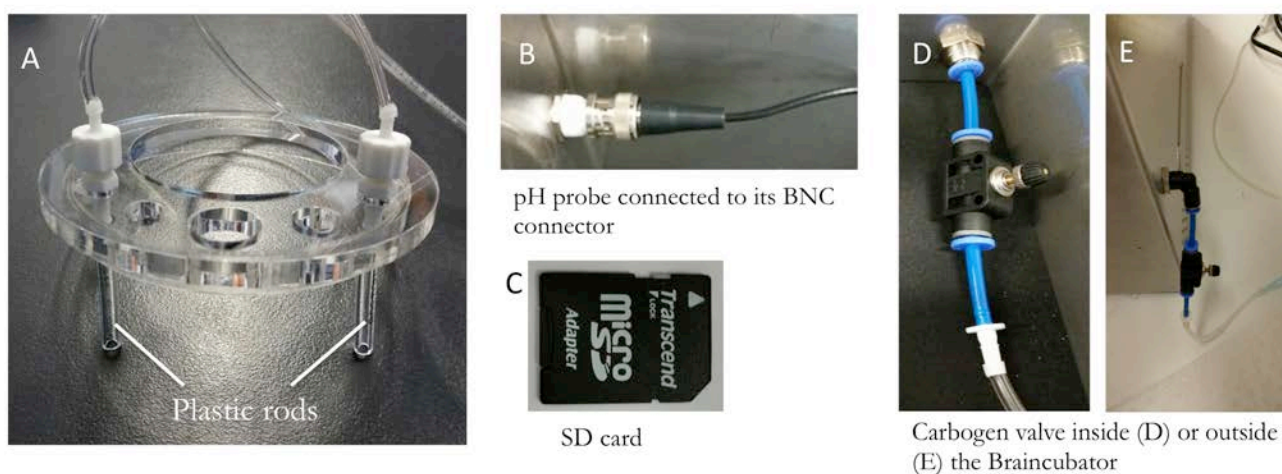 A
Plastic rods
B
pH probe connected to its BNC
connector
C
Transcend
LOCK
Micro
SD
Adapter
SD card
D
E
Carbogen valve inside (D) or outside
(E) the Braincubator